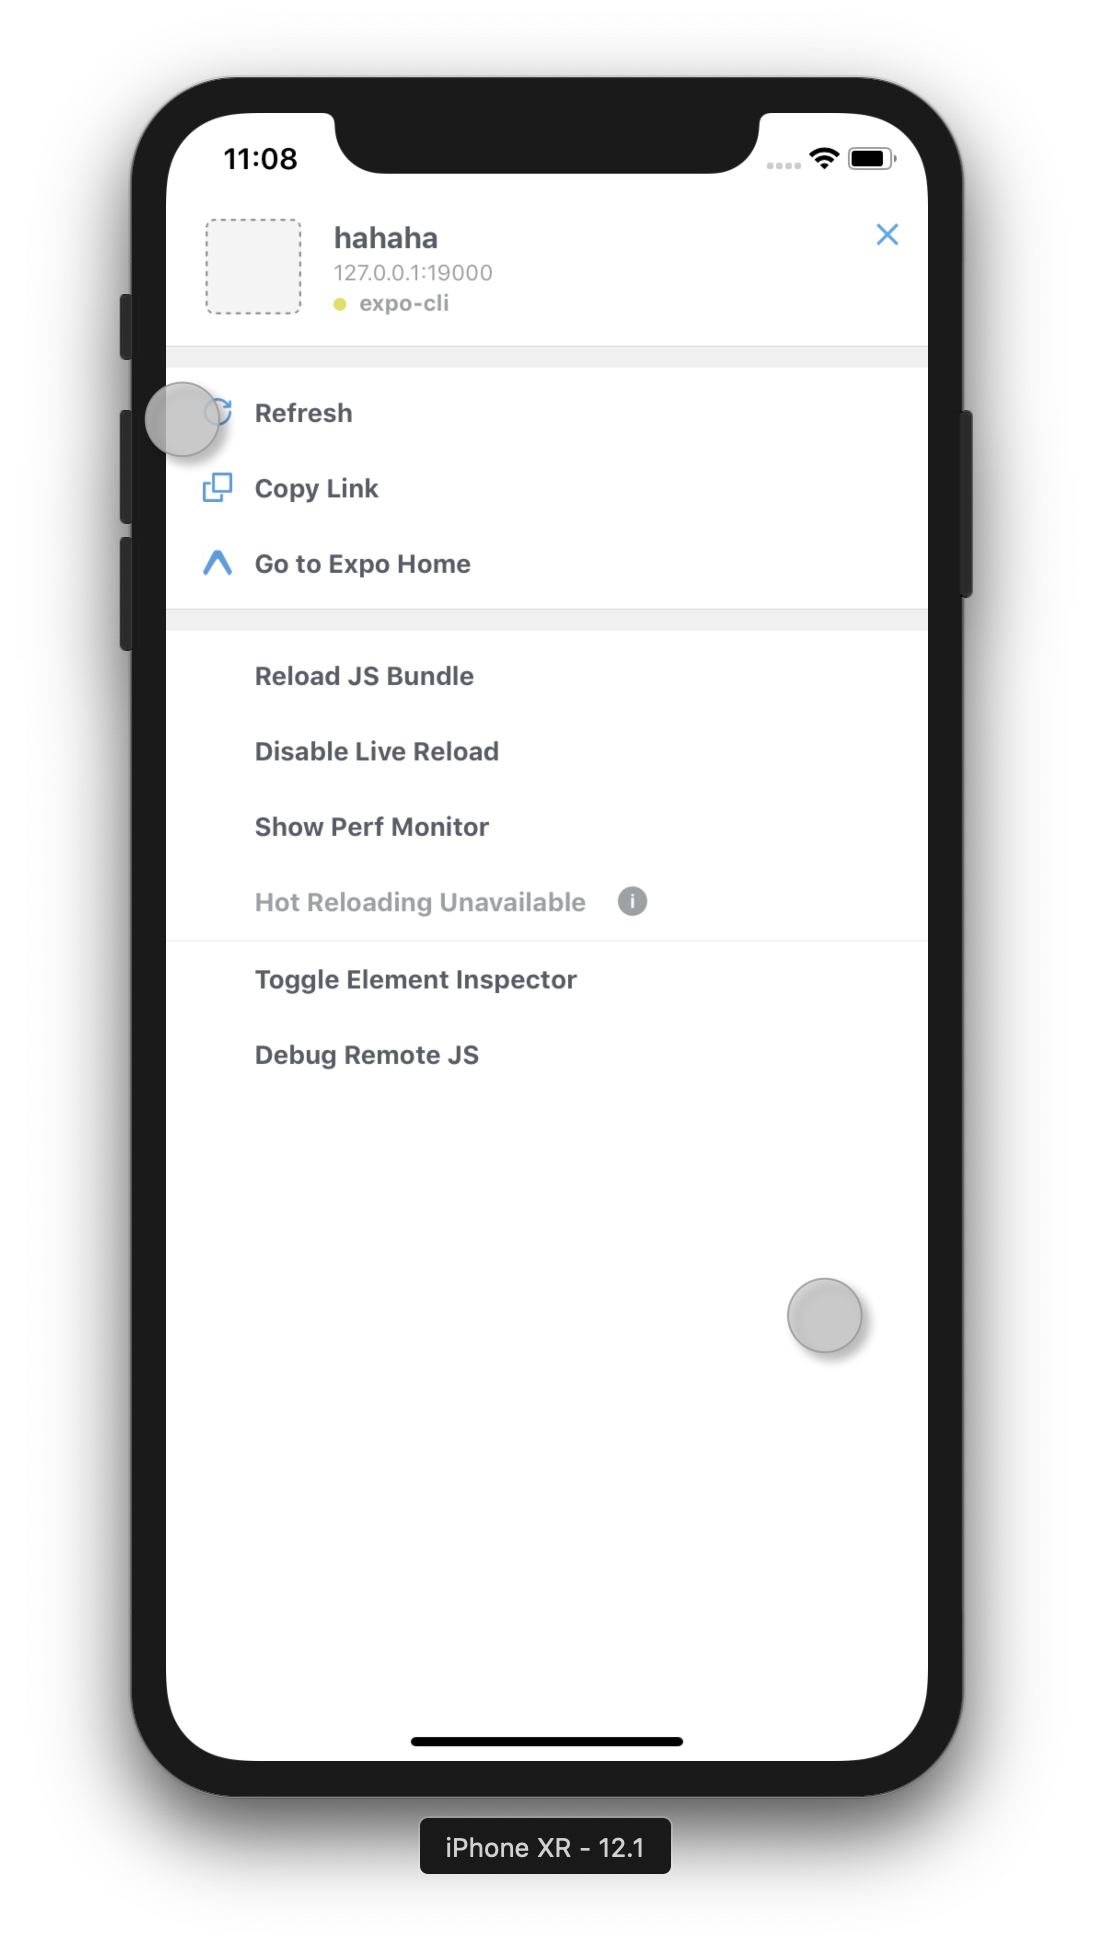 11:08
hahaha
127.0.0.1:19000
expo-cli
Refresh
Copy Link
Go to Expo Home
Reload JS Bundle
Disable Live Reload
Show Perf Monitor
Hot Reloading Unavailable i
Toggle Element Inspector
Debug Remote JS
iPhone XR - 12.1